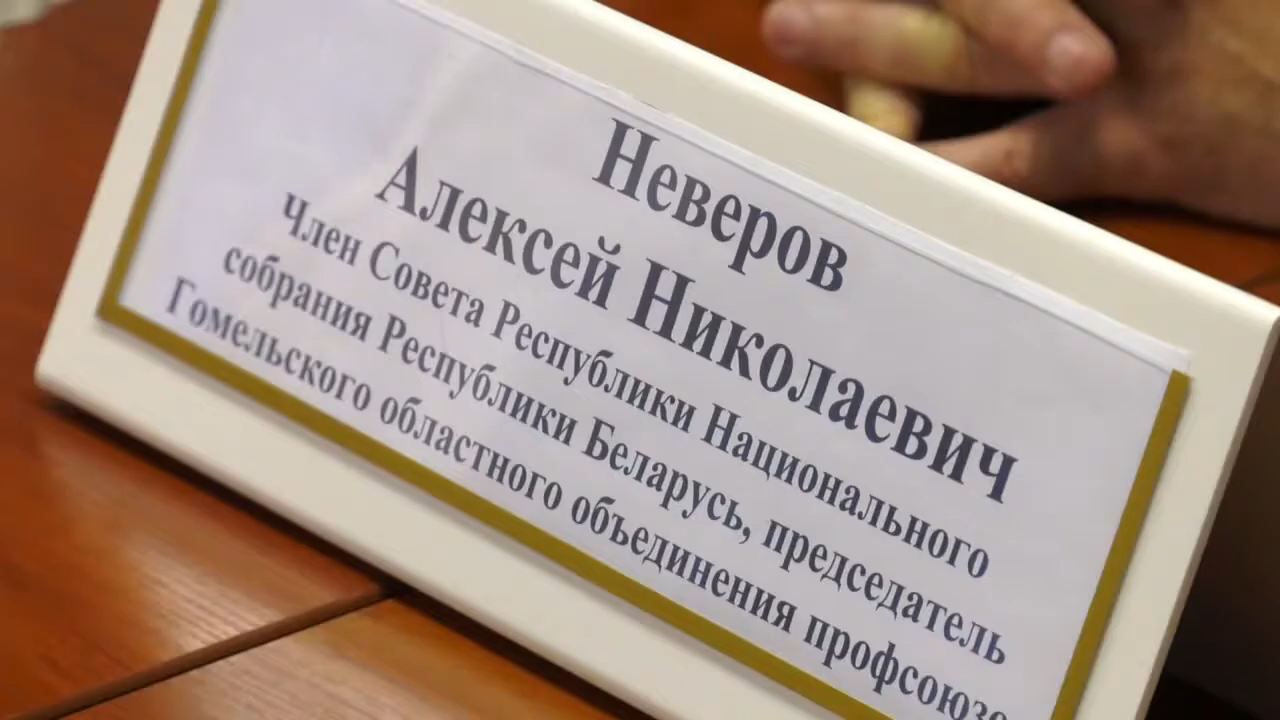 Неверов
Алексей Николаевич
Член Совета Республики Национального
собрания Республики Беларусь, председатель
Гомельского областного объединения